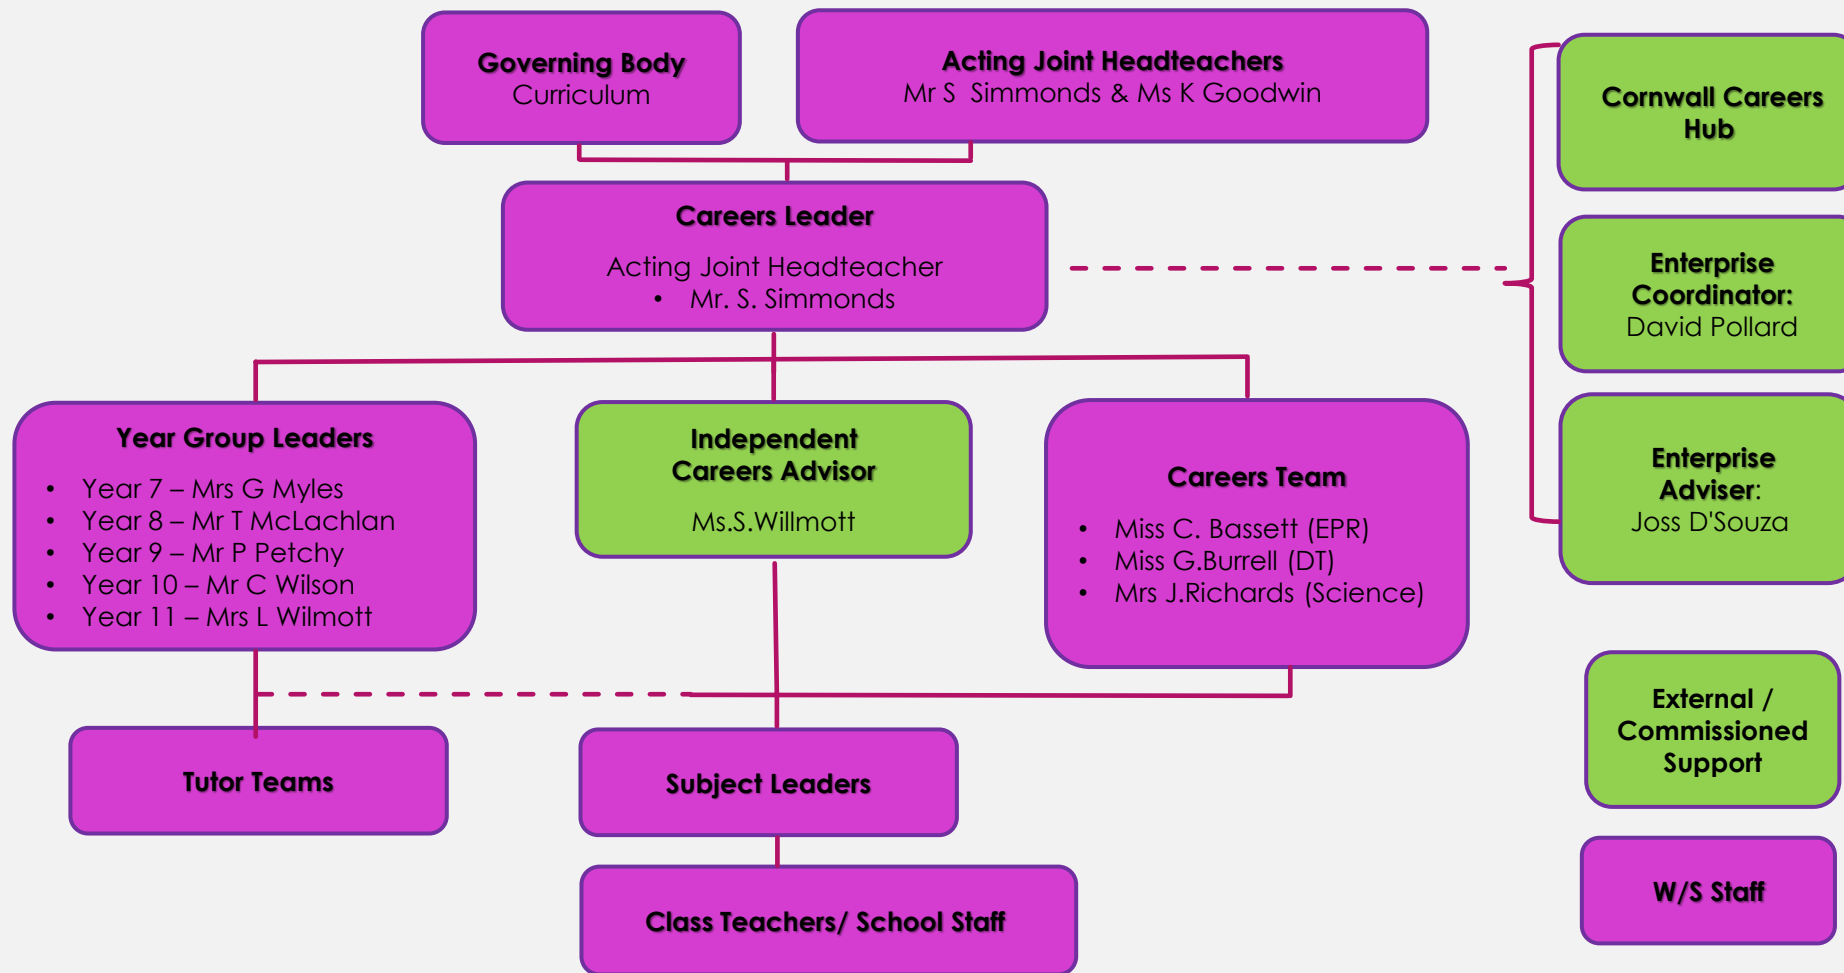 Governing Body
Curriculum
Acting Joint Headteachers
Mr S  Simmonds & Ms K Goodwin
Cornwall Careers
Hub
Careers Leader
Acting Joint Headteacher
• Mr. S. Simmonds
Enterprise
Coordinator:
David Pollard
Year Group Leaders
• Year 7 – Mrs G Myles
• Year 8 – Mr T McLachlan
• Year 9 – Mr P Petchy
• Year 10 – Mr C Wilson
• Year 11 – Mrs L Wilmott
Independent
Careers Advisor
Ms.S.Willmott
Careers Team
• Miss C. Bassett (EPR)
• Miss G.Burrell (DT)
• Mrs J.Richards (Science)
Enterprise
Adviser:
Joss D'Souza
Tutor Teams
Subject Leaders
External /
Commissioned
Support
Class Teachers/ School Staff
W/S Staff